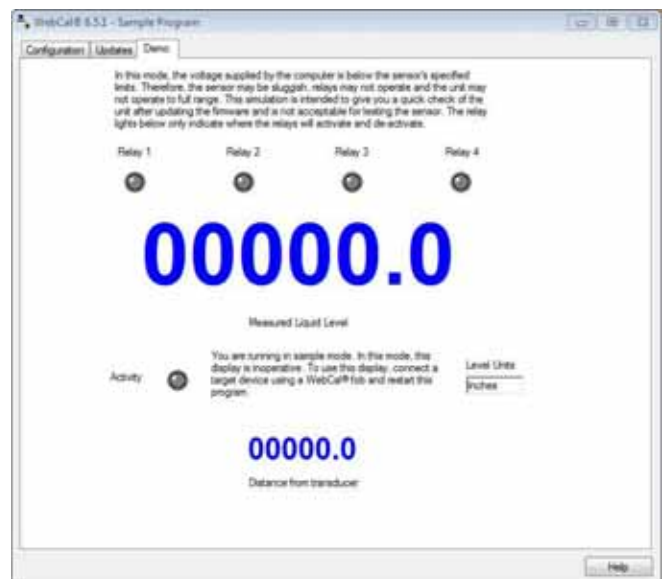 WebCal® 6.5.1 - Sample Program
Configuration Updates Demo
In this mode, the voltage supplied by the computer is below the sensor's specified
limits. Therefore, the sensor may be sluggish, relays may not operate and the unit may
not operate to full range. This simulation is intended to give you a quick check of the
unit after updating the firmware and is not acceptable for testing the sensor. The relay
lights below only indicate where the relays will activate and de-activate.
Relay 1 Relay 2 Relay 3 Relay 4
00000.0
Measured Liquid Level
You are running in sample mode. In this mode, this
display is inoperative. To use this display, connect a
target device using a WebCal® fob and restart this
program.
Activity
Level Units
Inches
00000.0
Distance from transducer
Help